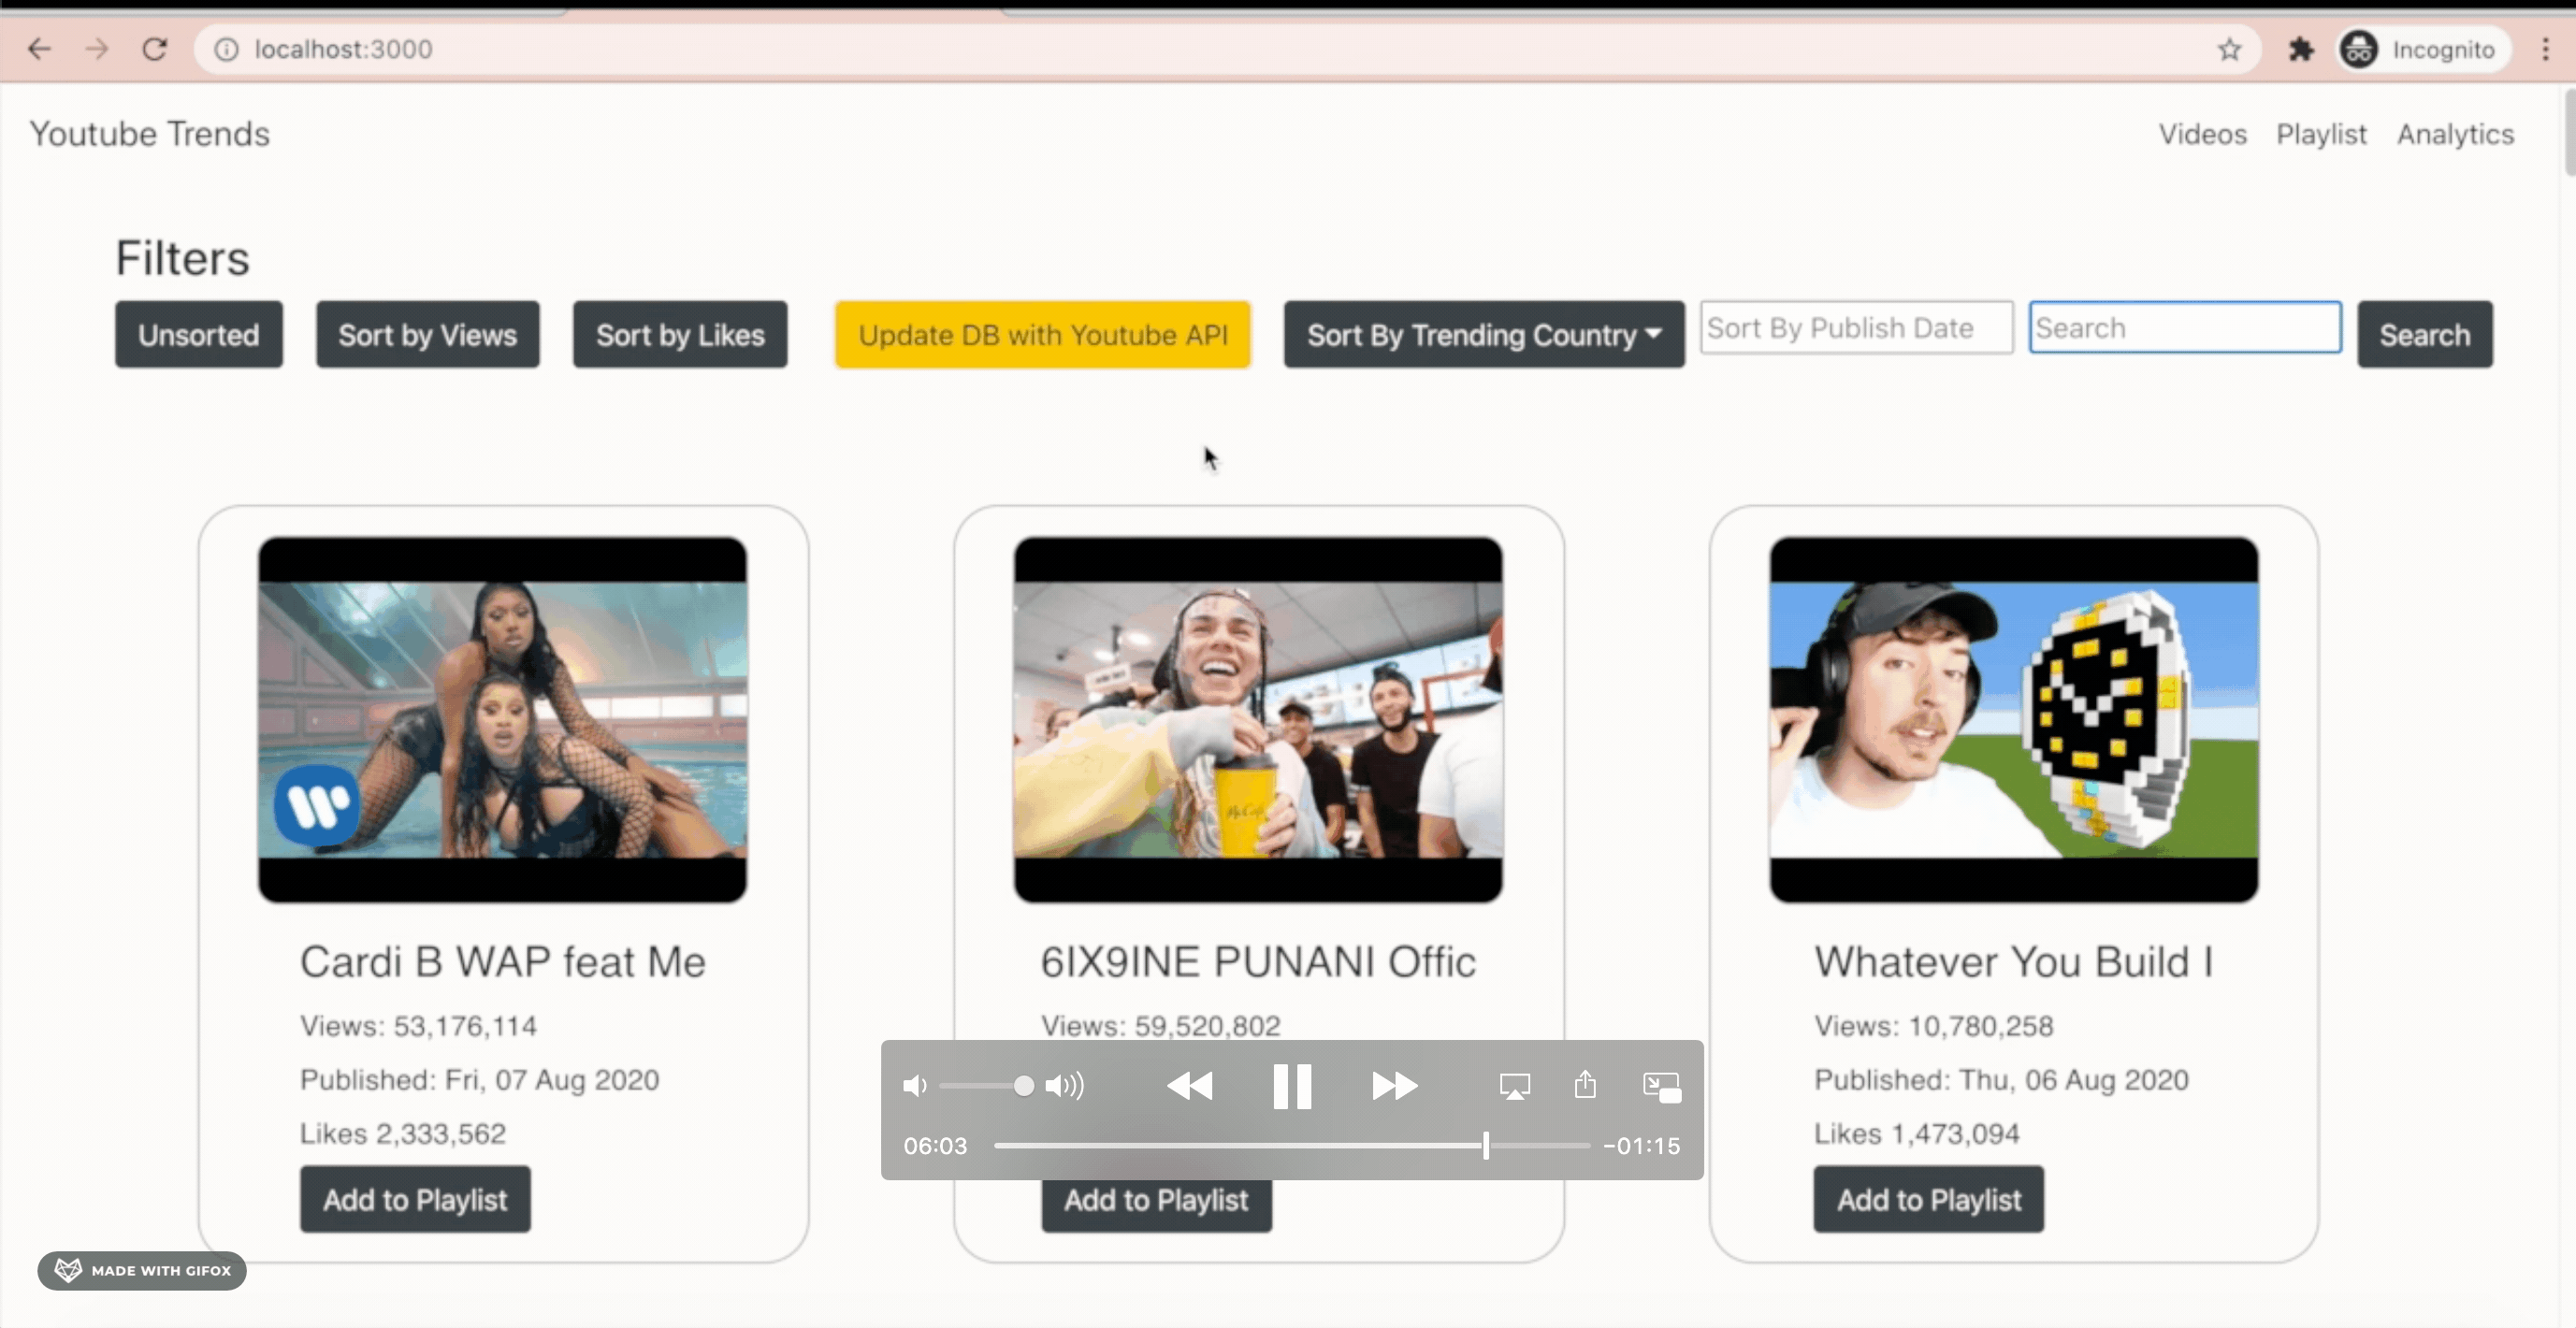 localhost:3000
Incognito
Youtube Trends
Videos Playlist Analytics
Filters
Unsorted Sort by Views Sort by Likes Update DB with Youtube API Sort By Trending Country Sort By Publish Date Search Search
Cardi B WAP feat Me
Views: 53,176,114
Published: Fri, 07 Aug 2020
Likes 2,333,562
Add to Playlist
6IX9INE PUNANI Offic
Views: 59,520,802
Add to Playlist
Whatever You Build I
Views: 10,780,258
Published: Thu, 06 Aug 2020
Likes 1,473,094
Add to Playlist
06:03 -01:15
MADE WITH GIFOX